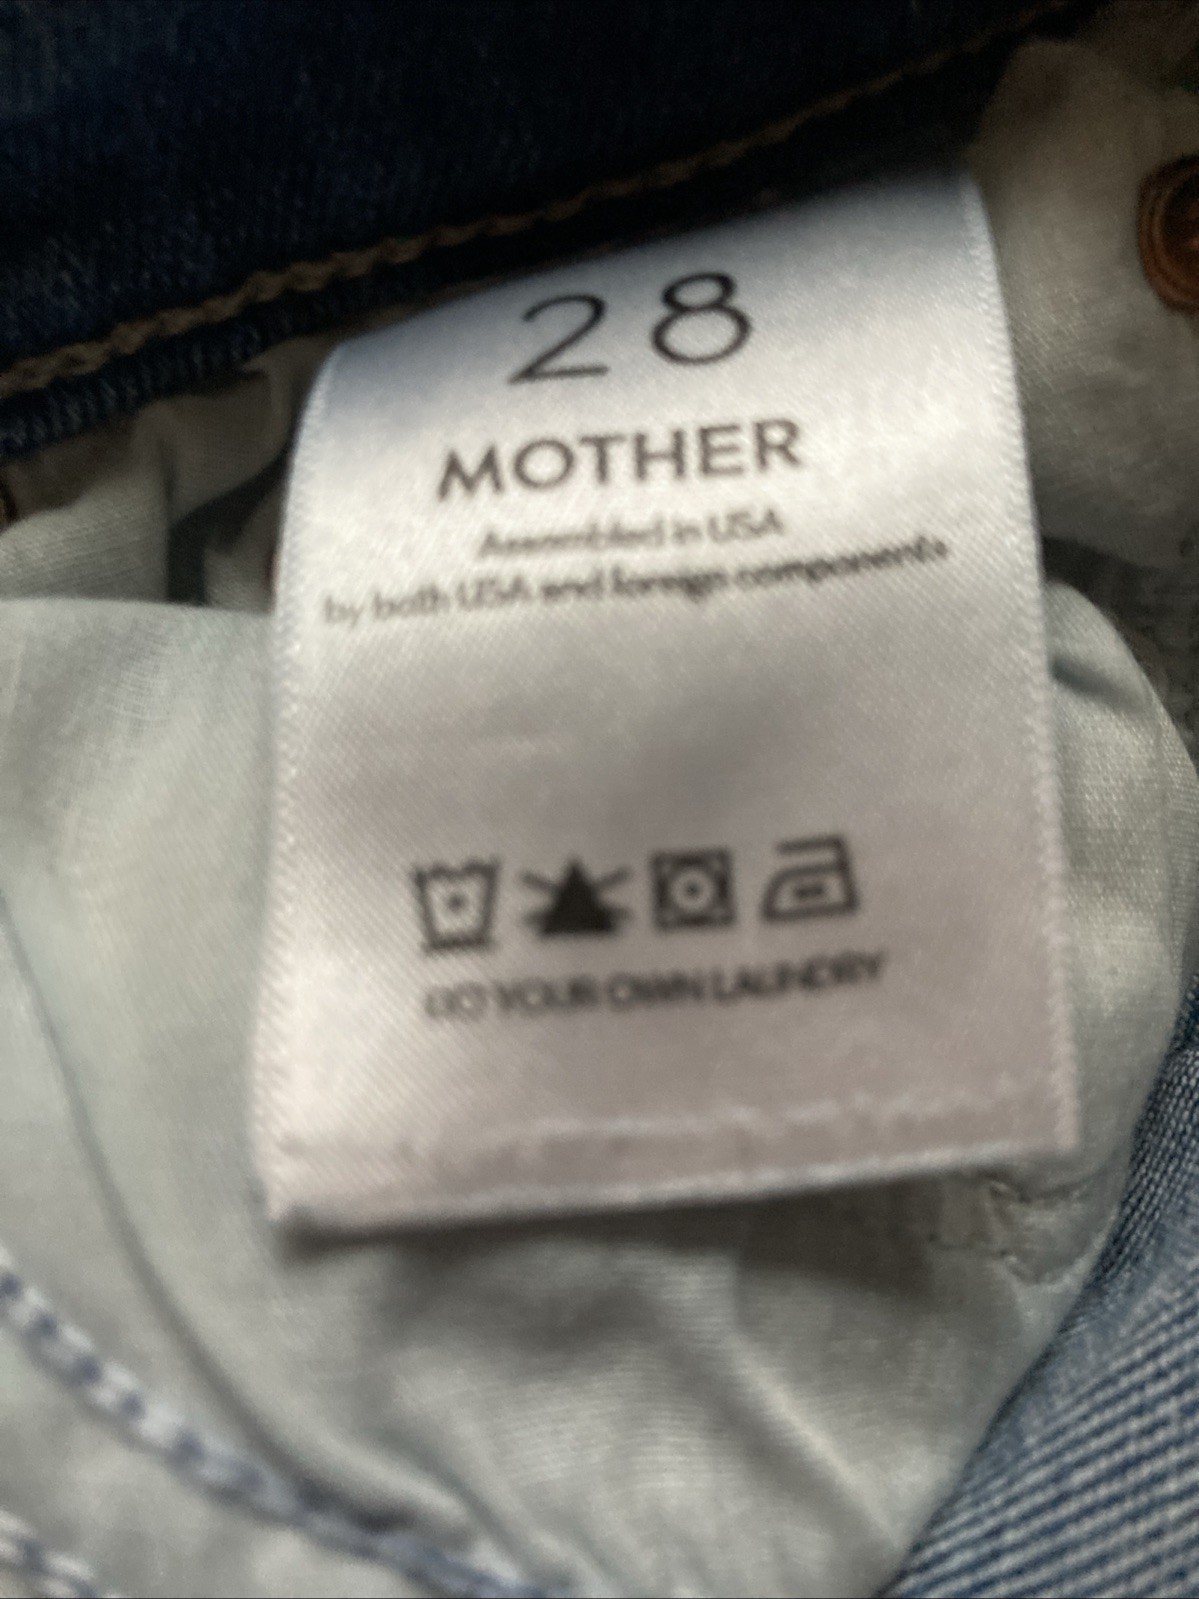 28
MOTHER
Assembled in USA
by both USA and foreign components
DO YOUR OWN LAUNDRY